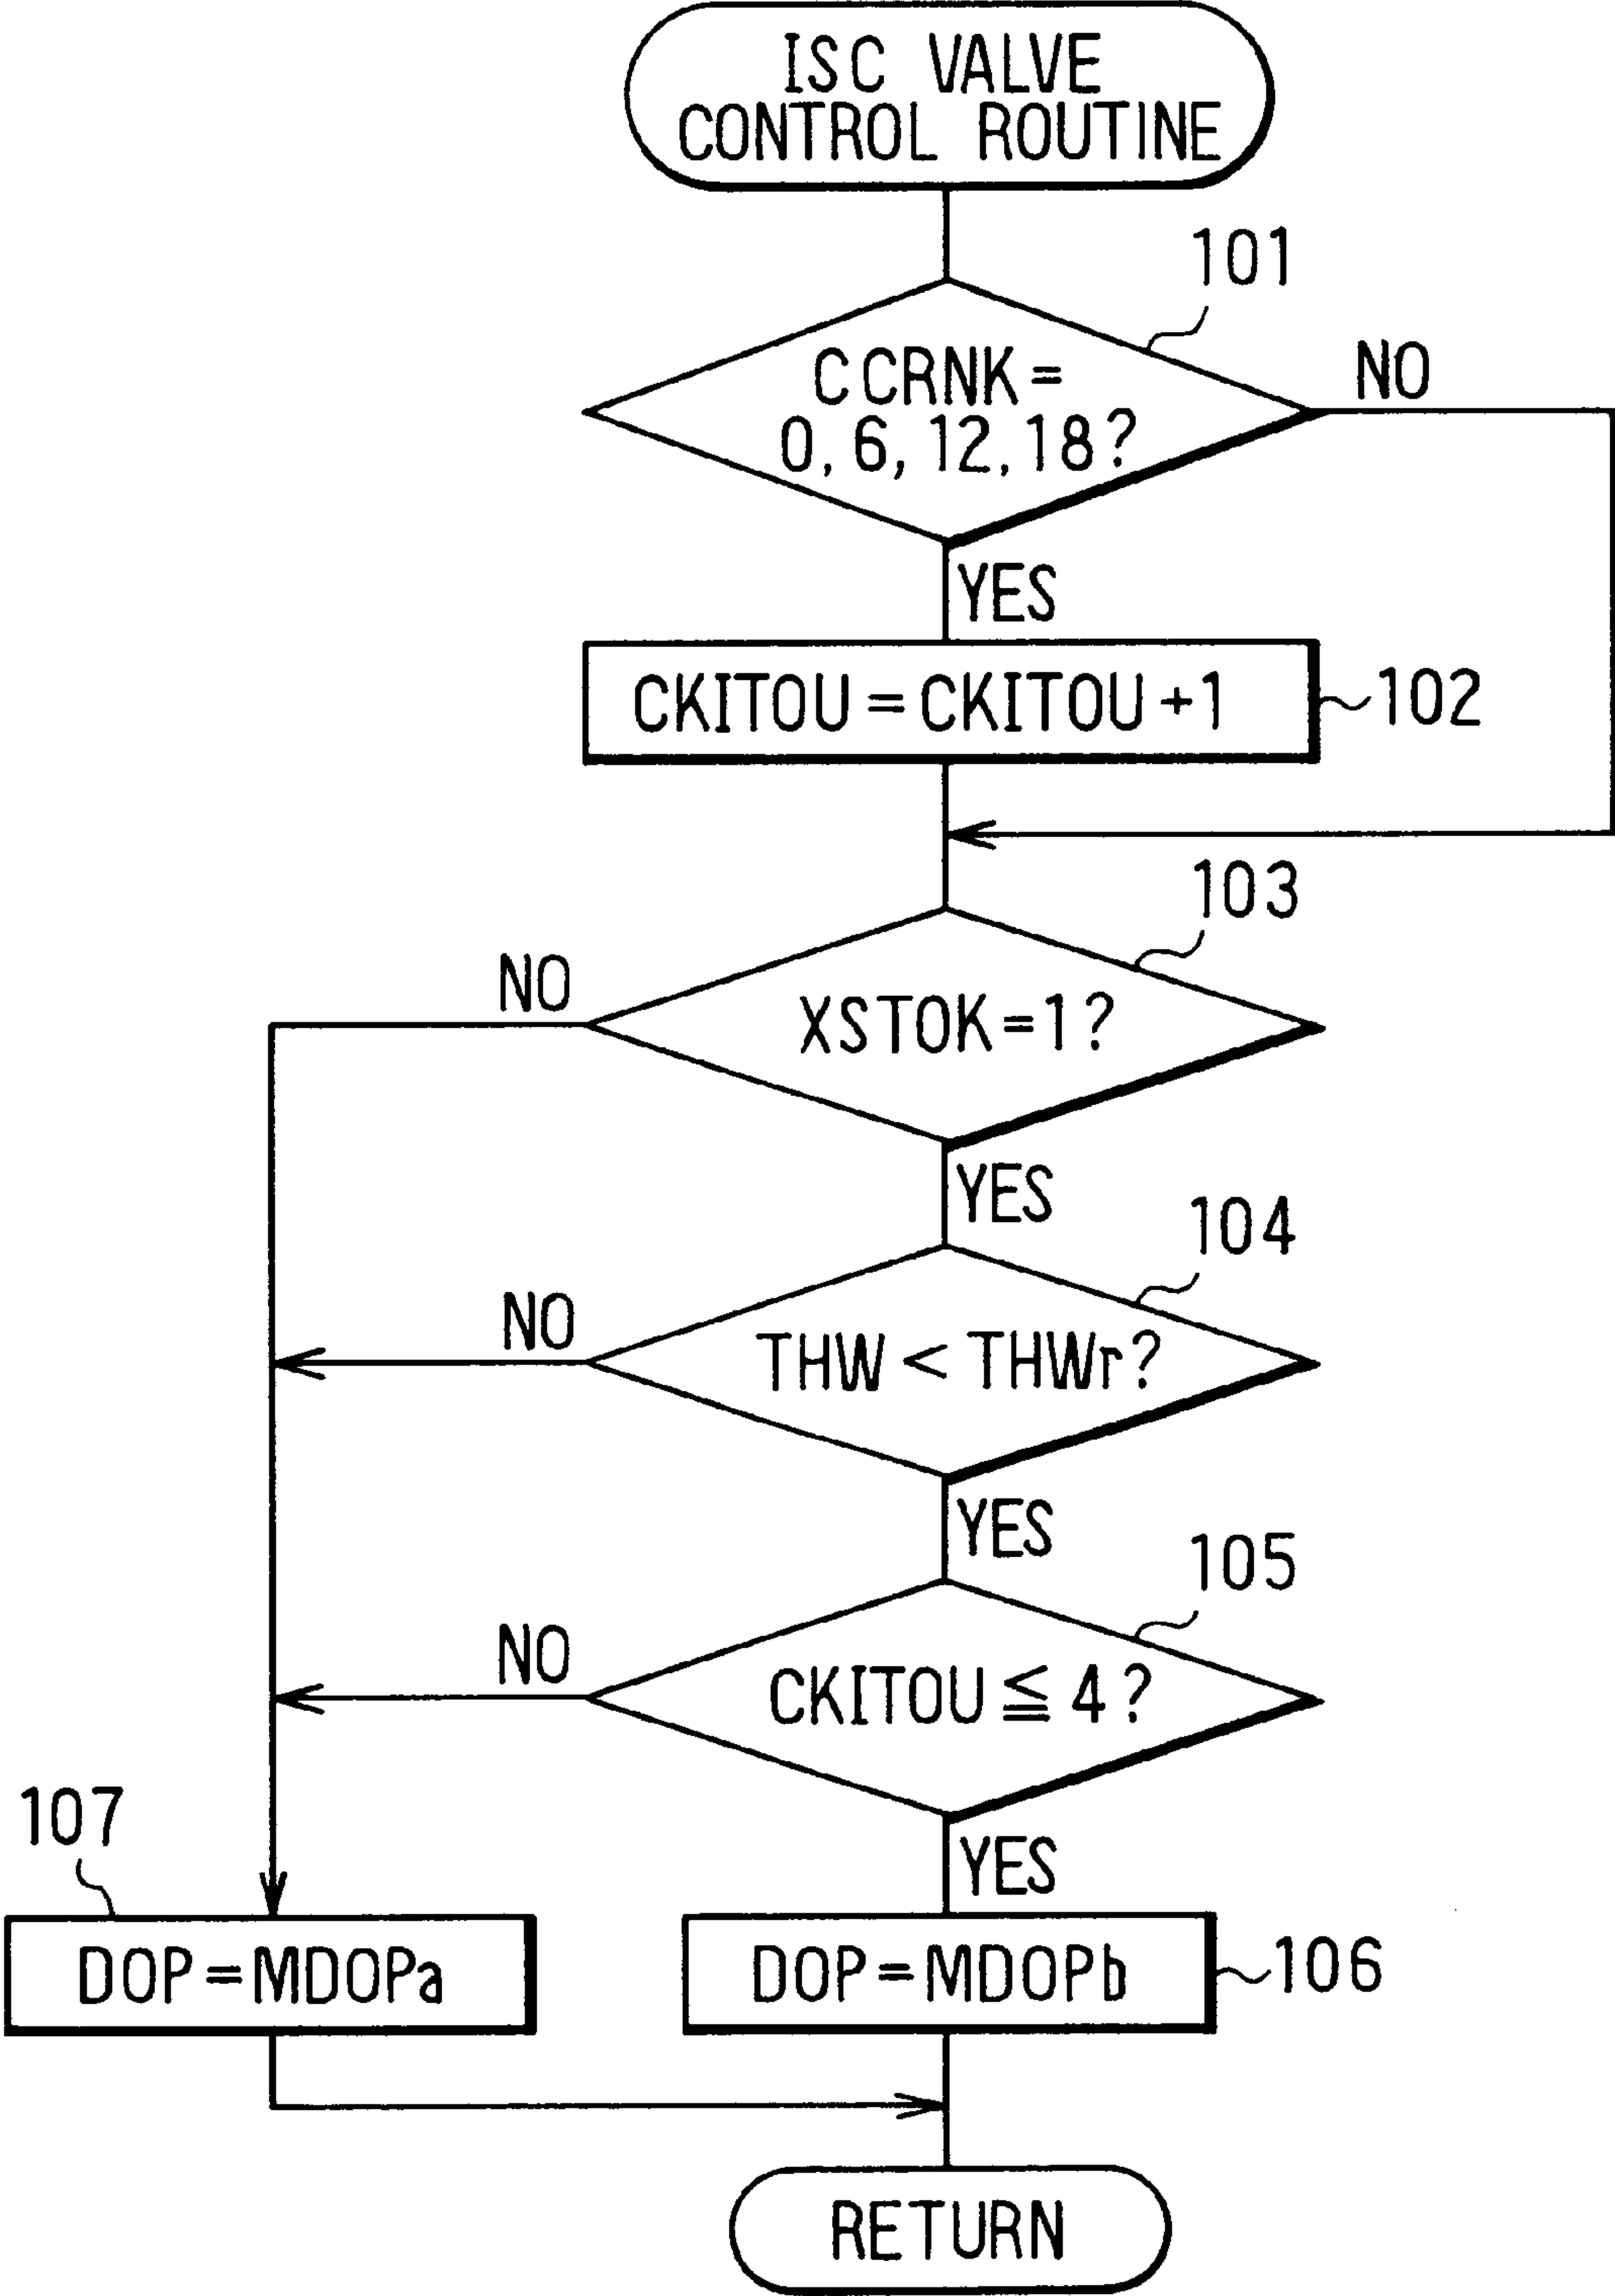 ISC VALVE
CONTROL ROUTINE
101
CCRNK=
0, 6, 12, 18?
NO
YES
CKITOU=CKITOU+1
102
103
NO
XSTOK=1?
YES
104
NO
THW < THWr?
YES
105
NO
CKITOU ≦ 4?
YES
107
DOP=MDOPa
DOP=MDOPb
106
RETURN